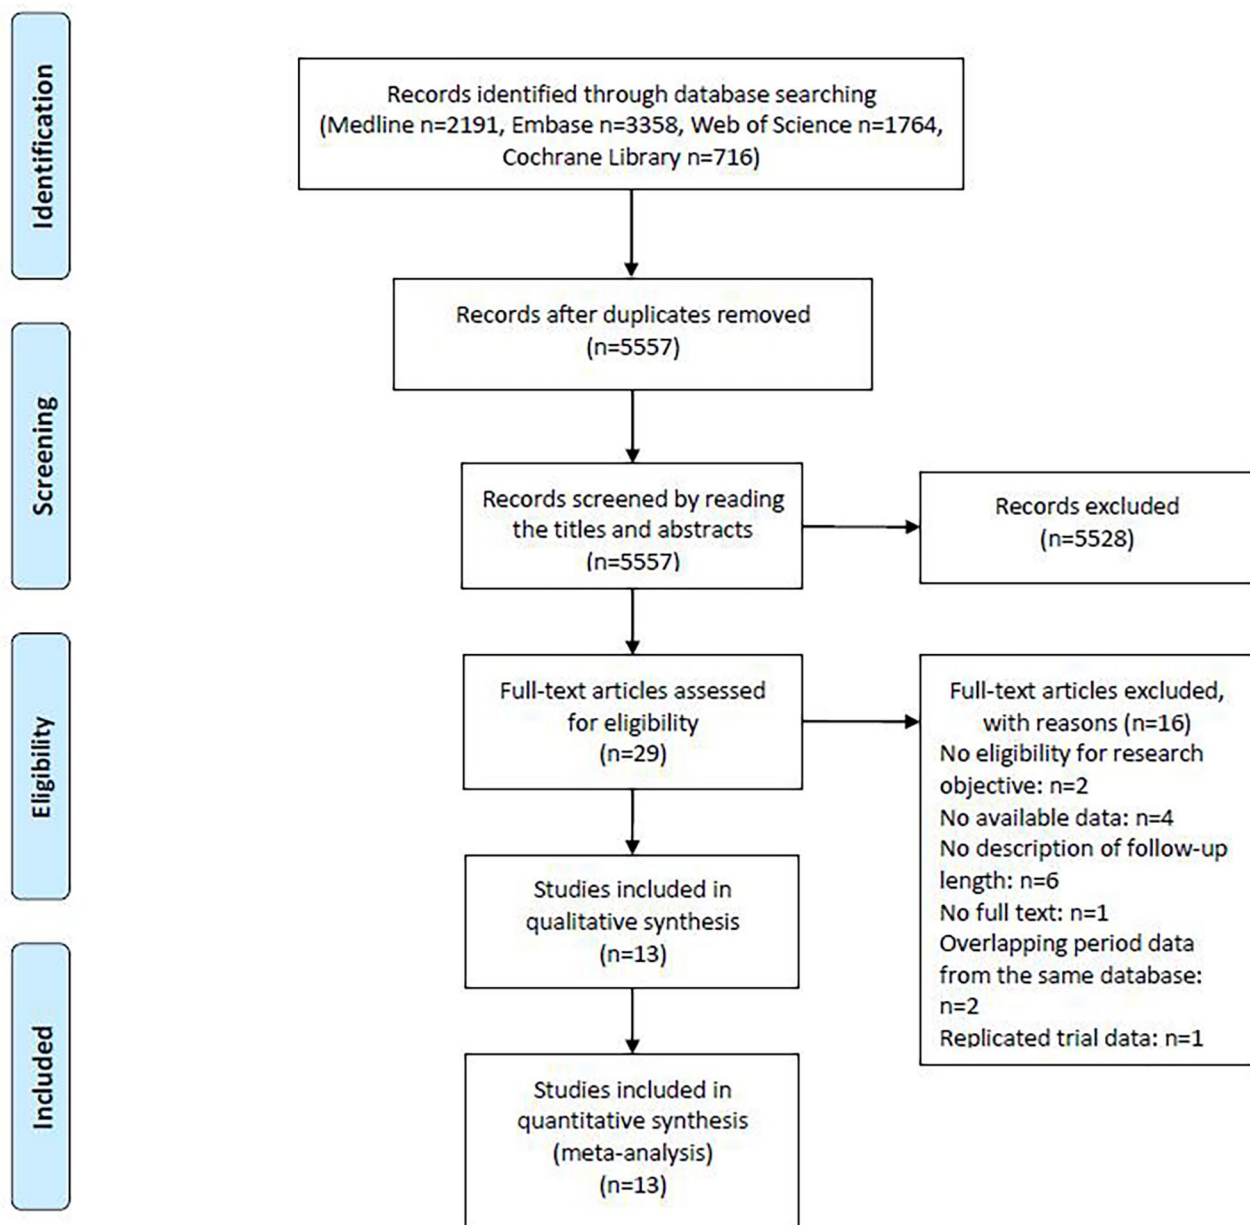 Identification
Records identified through database searching
(Medline n=2191, Embase n=3358, Web of Science n=1764,
Cochrane Library n=716)
Records after duplicates removed
(n=5557)
Screening
Records screened by reading
the titles and abstracts
(n=5557)
Records excluded
(n=5528)
Eligibility
Full-text articles assessed
for eligibility
(n=29)
Full-text articles excluded,
with reasons (n=16)
No eligibility for research
objective: n=2
No available data: n=4
No description of follow-up
length: n=6
No full text: n=1
Overlapping period data
from the same database:
n=2
Replicated trial data: n=1
Studies included in
qualitative synthesis
(n=13)
Included
Studies included in
quantitative synthesis
(meta-analysis)
(n=13)